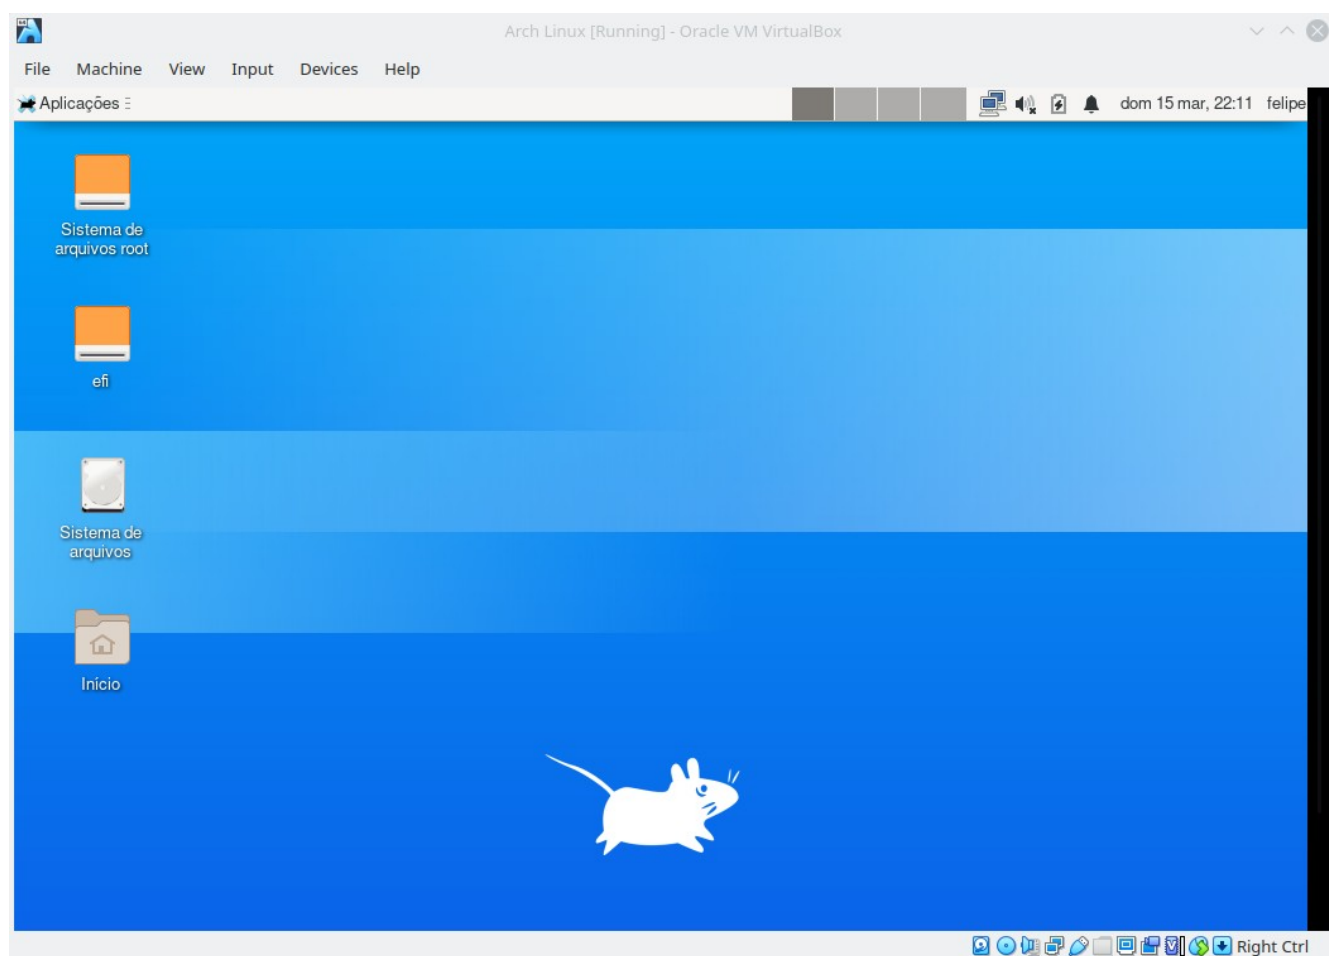 Arch Linux [Running] - Oracle VM VirtualBox
File Machine View Input Devices Help
Aplicações dom 15 mar, 22:11 felipe
Sistema de
arquivos root
efi
Sistema de
arquivos
Início
Right Ctrl